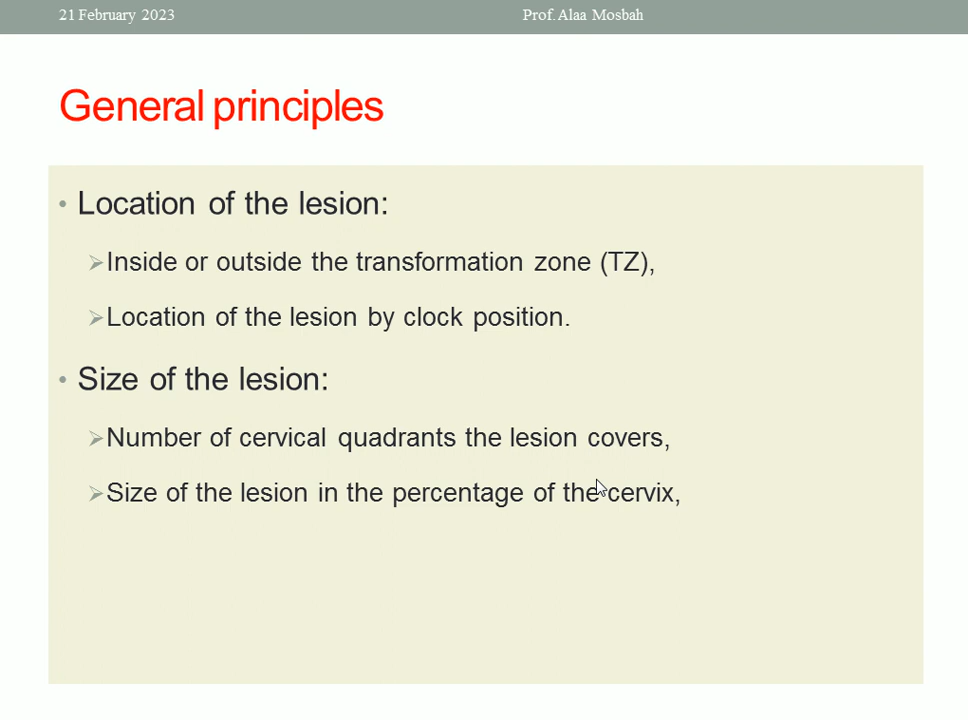 21 February 2023
Prof. Alaa Mosbah
General principles
• Location of the lesion:
➢Inside or outside the transformation zone (TZ),
➢Location of the lesion by clock position.
• Size of the lesion:
➢Number of cervical quadrants the lesion covers,
➢Size of the lesion in the percentage of the cervix,